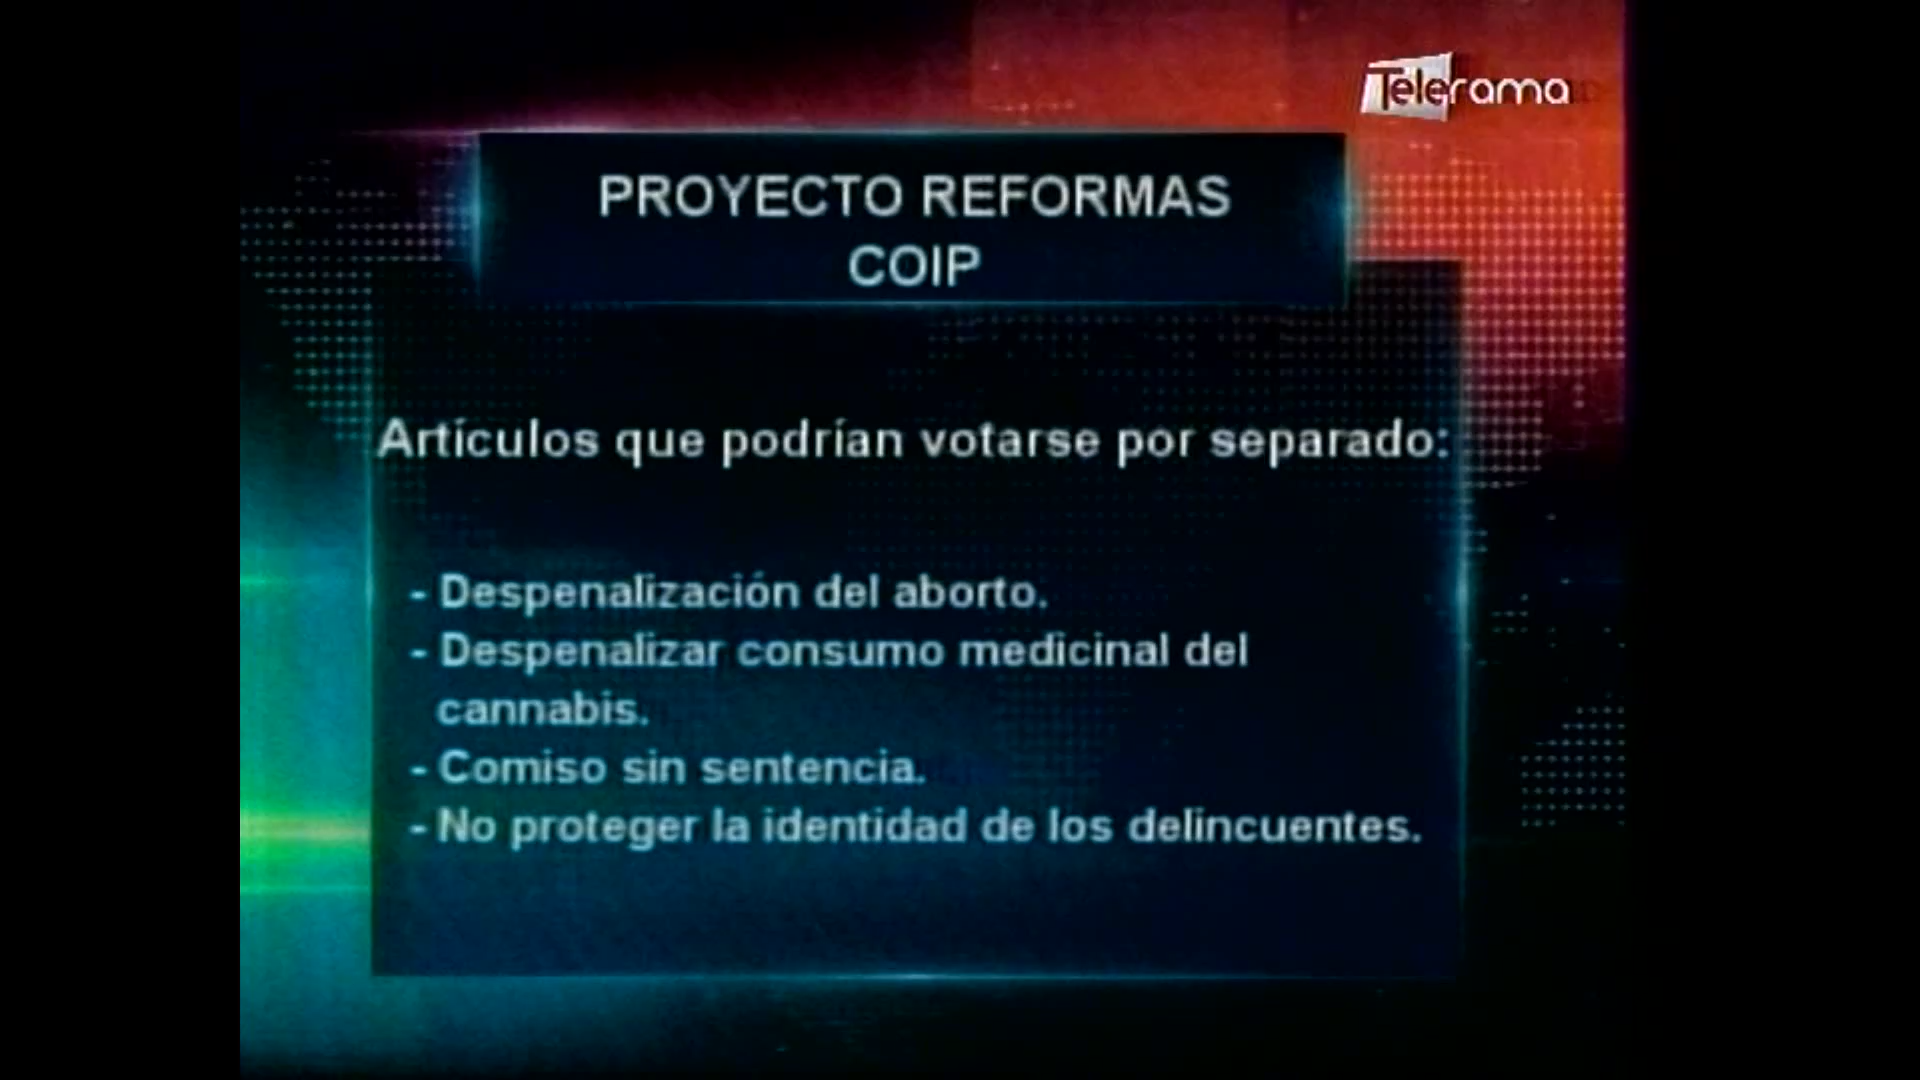 Telerama
PROYECTO REFORMAS
COIP
Artículos que podrían votarse por separado:
- Despenalización del aborto.
- Despenalizar consumo medicinal del
cannabis.
- Comiso sin sentencia.
- No proteger la identidad de los delincuentes.